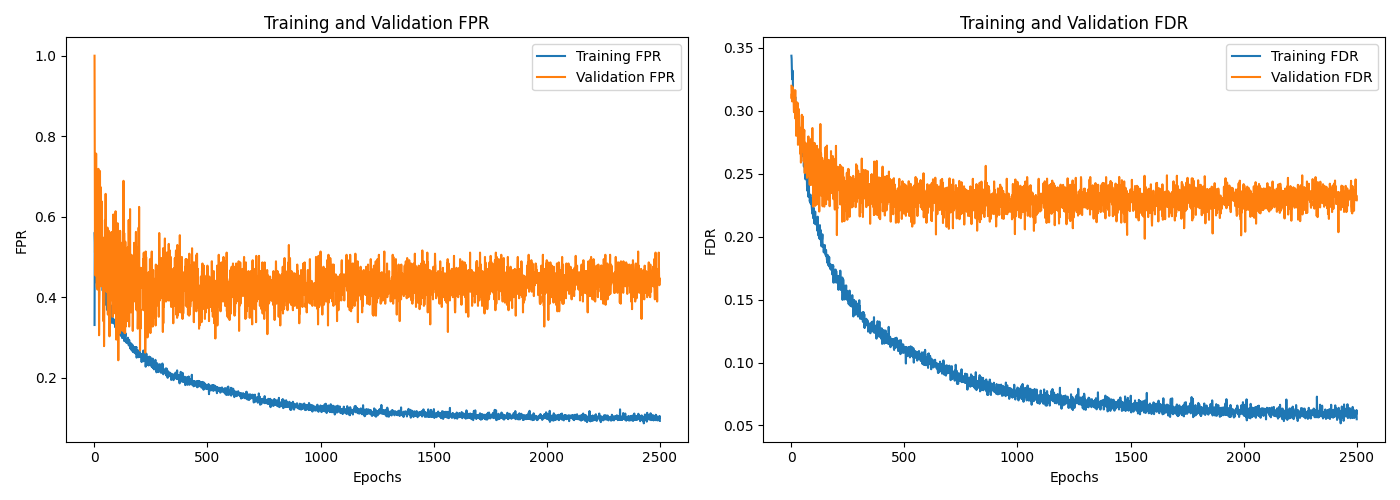 Training and Validation FPR
Training FPR
Validation FPR
1.0
0.8
0.6
0.4
0.2
FPR
0
500
1000
1500
2000
2500
Epochs
Training and Validation FDR
Training FDR
Validation FDR
0.35
0.30
0.25
0.20
0.15
0.10
0.05
FDR
0
500
1000
1500
2000
2500
Epochs